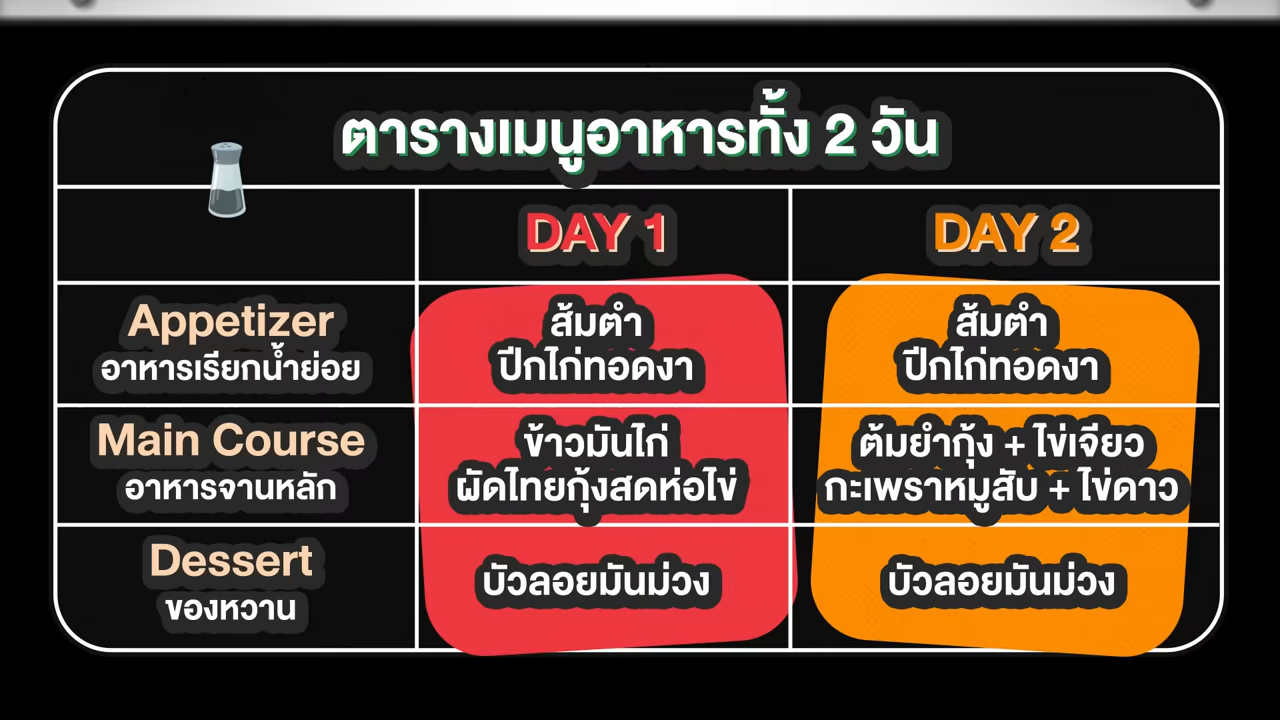 ตารางเมนูอาหารทั้ง 2 วัน
DAY 1
DAY 2
Appetizer
อาหารเรียกน้ำย่อย
ส้มตำ
ปีกไก่ทอดงา
ส้มตำ
ปีกไก่ทอดงา
Main Course
อาหารจานหลัก
ข้าวมันไก่
ผัดไทยกุ้งสดห่อไข่
ต้มยำกุ้ง + ไข่เจียว
กะเพราหมูสับ + ไข่ดาว
Dessert
ของหวาน
บัวลอยมันม่วง
บัวลอยมันม่วง